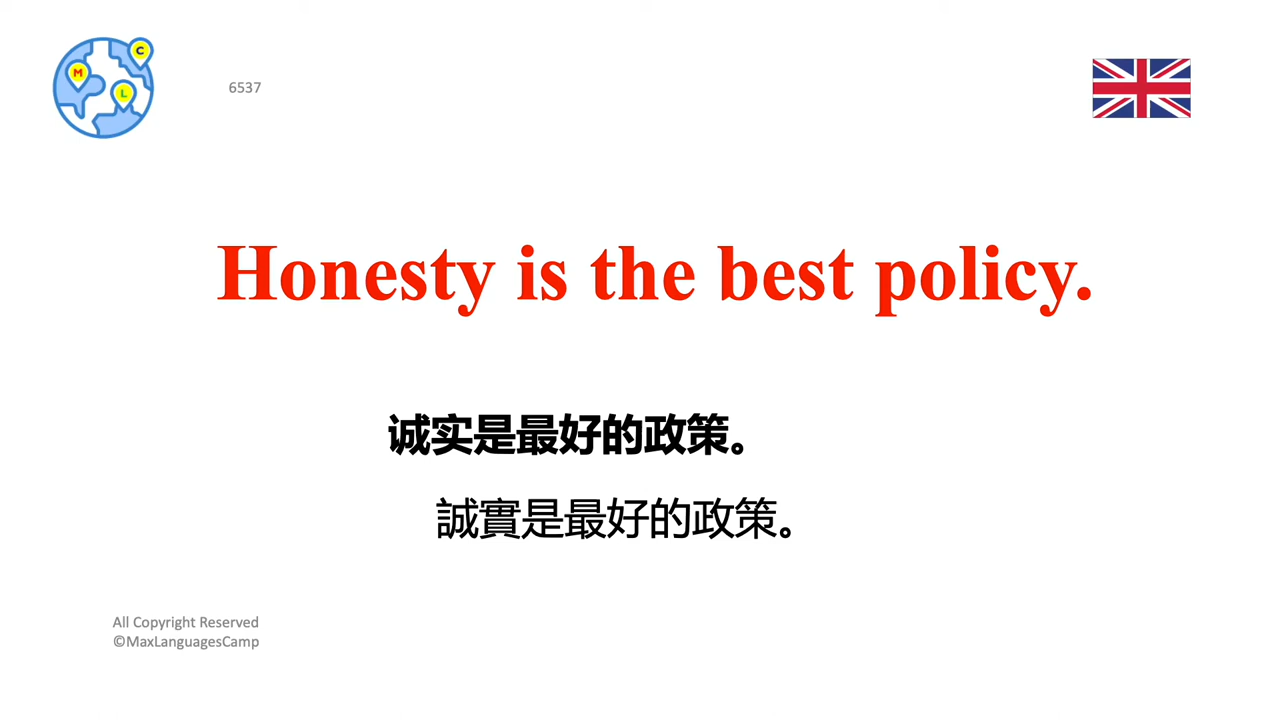 C
M
L
6537
Honesty is the best policy.
诚实是最好的政策。
誠實是最好的政策。
All Copyright Reserved
©MaxLanguagesCamp